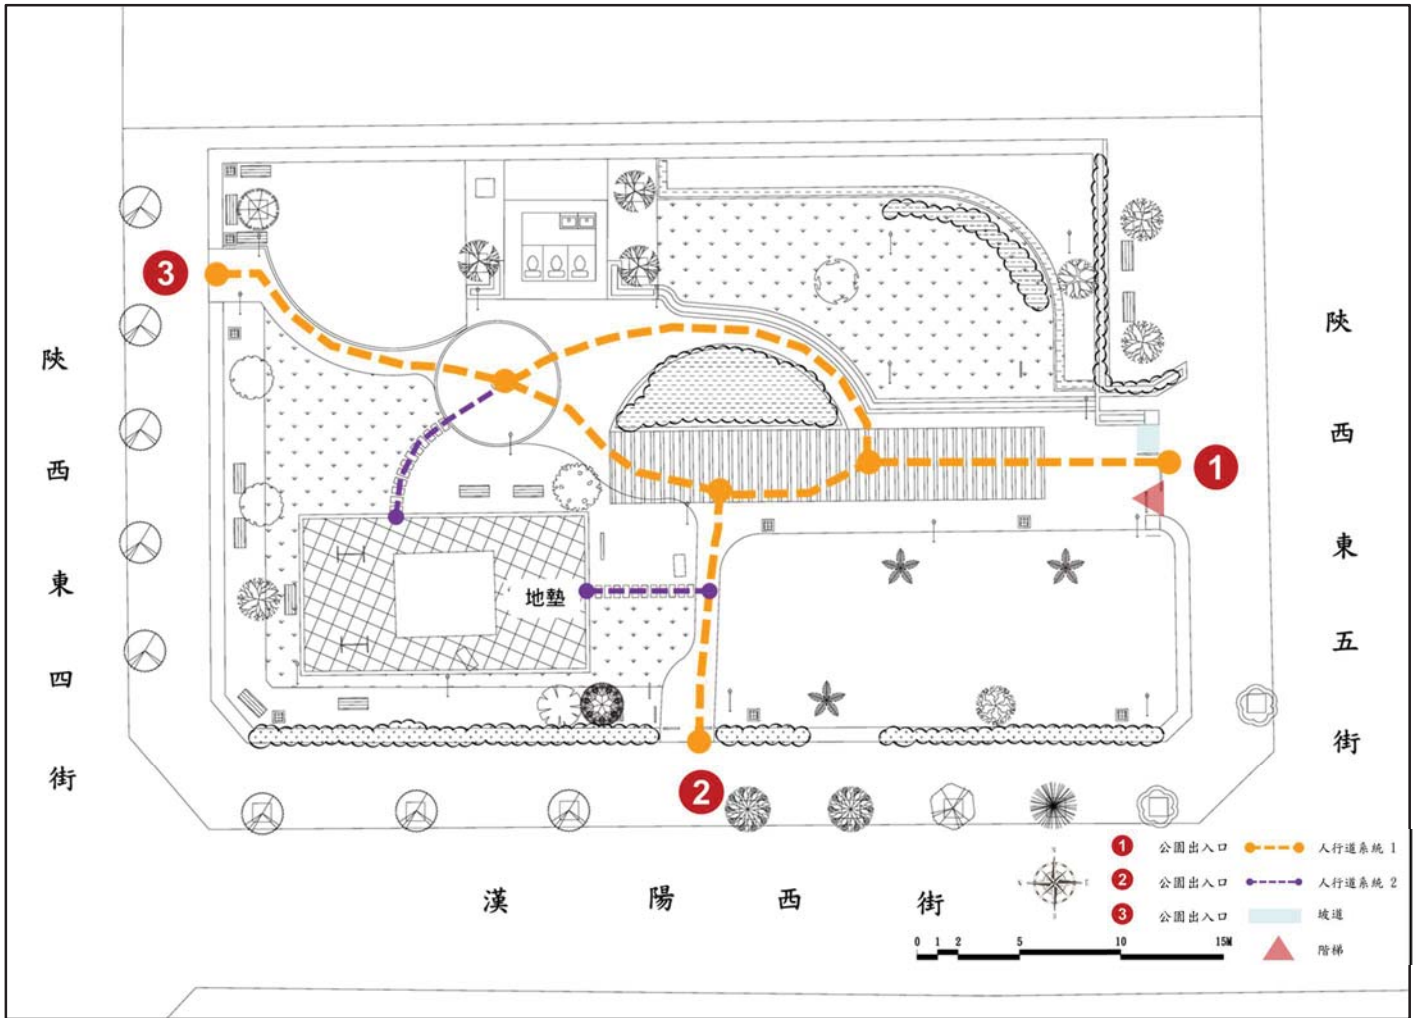 3
1
2
陝西東四街
陝西東五街
漢陽西街
地墊
1 公園出入口 人行道系統 1
2 公園出入口 人行道系統 2
3 公園出入口 坡道
階梯
0 1 2 5 10 15M